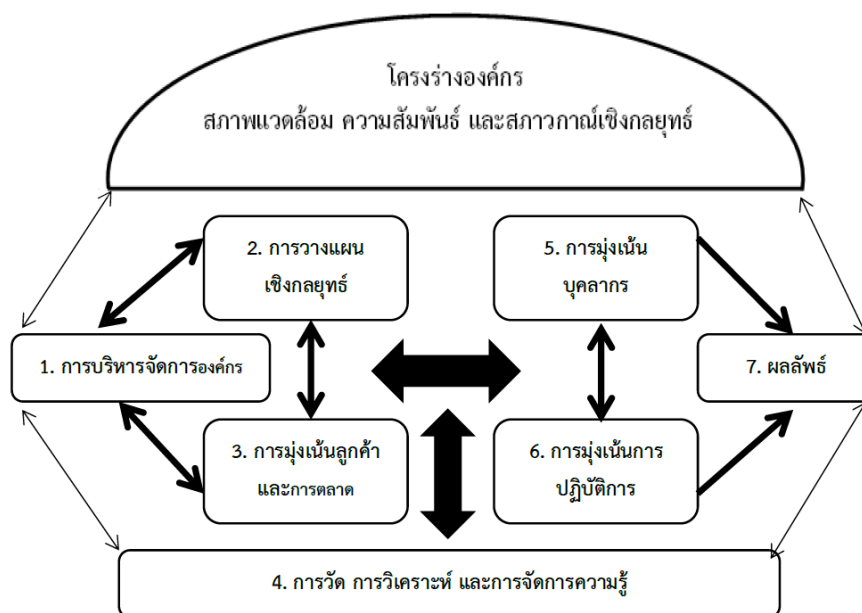 โครงร่างองค์กร
สภาพแวดล้อม ความสัมพันธ์ และสภาวกาณ์เชิงกลยุทธ์
2. การวางแผน
เชิงกลยุทธ์
5. การมุ่งเน้น
บุคลากร
1. การบริหารจัดการองค์กร
7. ผลลัพธ์
3. การมุ่งเน้นลูกค้า
และการตลาด
6. การมุ่งเน้นการ
ปฏิบัติการ
4. การวัด การวิเคราะห์ และการจัดการความรู้